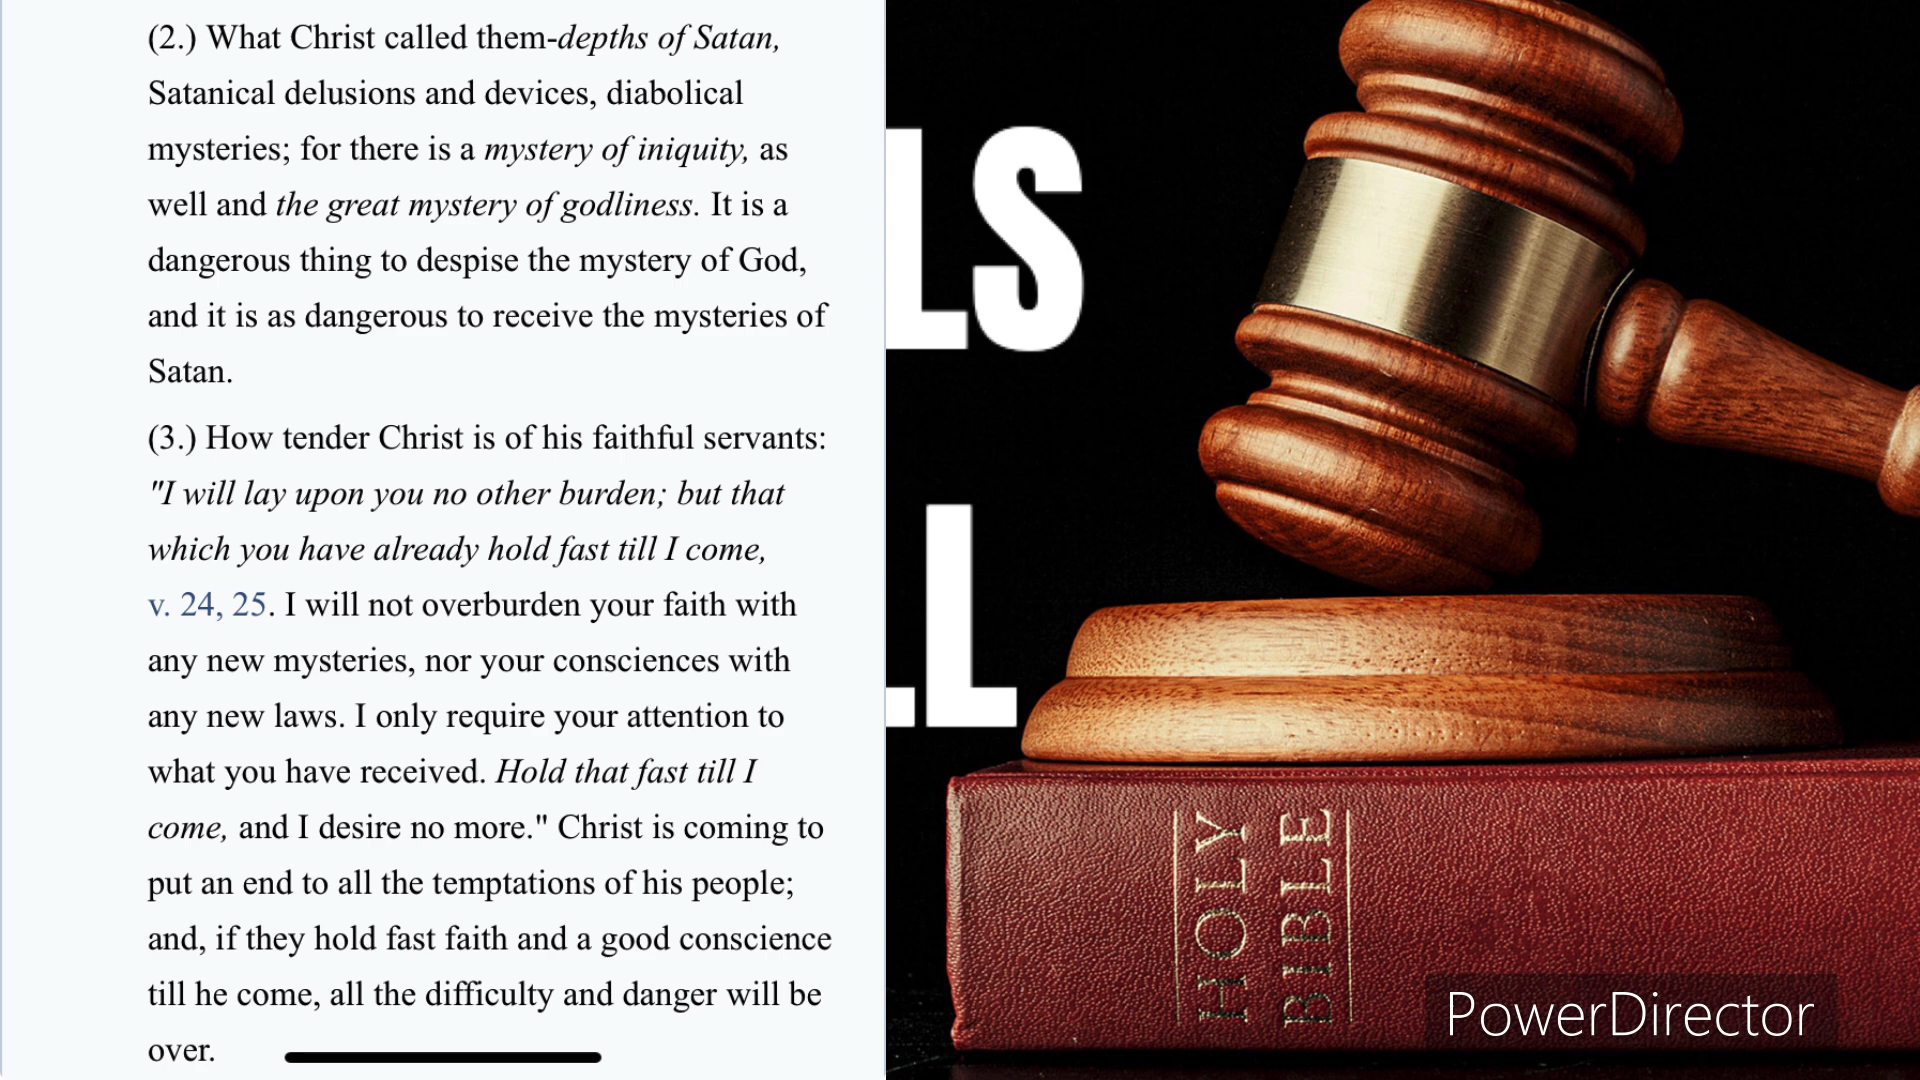 (2.) What Christ called them-depths of Satan,
Satanical delusions and devices, diabolical
mysteries; for there is a mystery of iniquity, as
well and the great mystery of godliness. It is a
dangerous thing to despise the mystery of God,
and it is as dangerous to receive the mysteries of
Satan.
(3.) How tender Christ is of his faithful servants:
"I will lay upon you no other burden; but that
which you have already hold fast till I come,
v. 24, 25. I will not overburden your faith with
any new mysteries, nor your consciences with
any new laws. I only require your attention to
what you have received. Hold that fast till I
come, and I desire no more." Christ is coming to
put an end to all the temptations of his people;
and, if they hold fast faith and a good conscience
till he come, all the difficulty and danger will be
over.
LS
LL
HOLY
BIBLE
PowerDirector